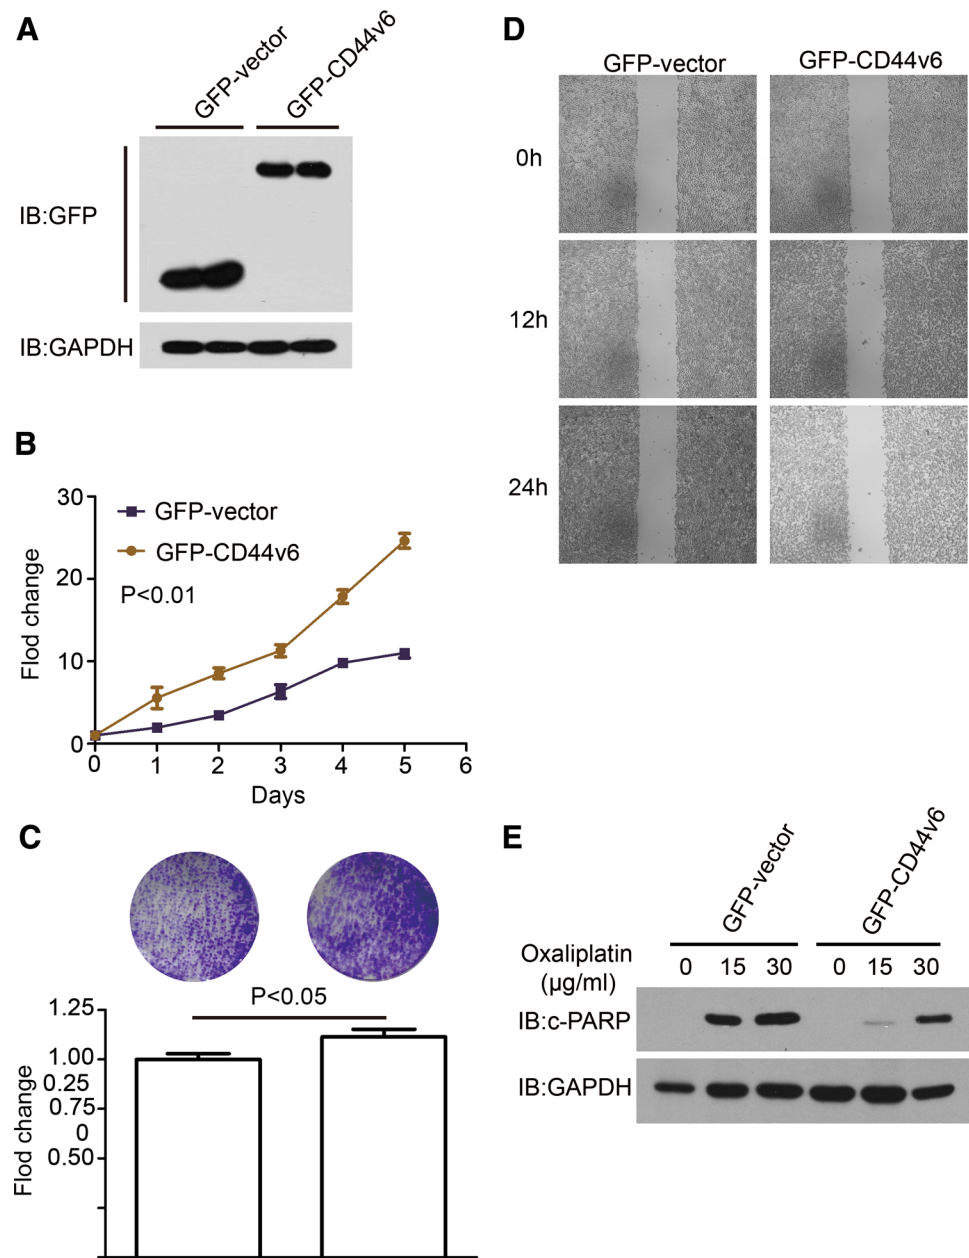 A
GFP-vector
GFP-CD44v6
IB:GFP
IB:GAPDH
B
30
20
10
0
Flod change
GFP-vector
GFP-CD44v6
P<0.01
0 1 2 3 4 5 6
Days
C
P<0.05
Flod change
1.25
1.00
0.25
0.75
0
0.50
D
GFP-vector
GFP-CD44v6
0h
12h
24h
E
GFP-vector
GFP-CD44v6
Oxaliplatin
(µg/ml)
0 15 30 0 15 30
IB:c-PARP
IB:GAPDH